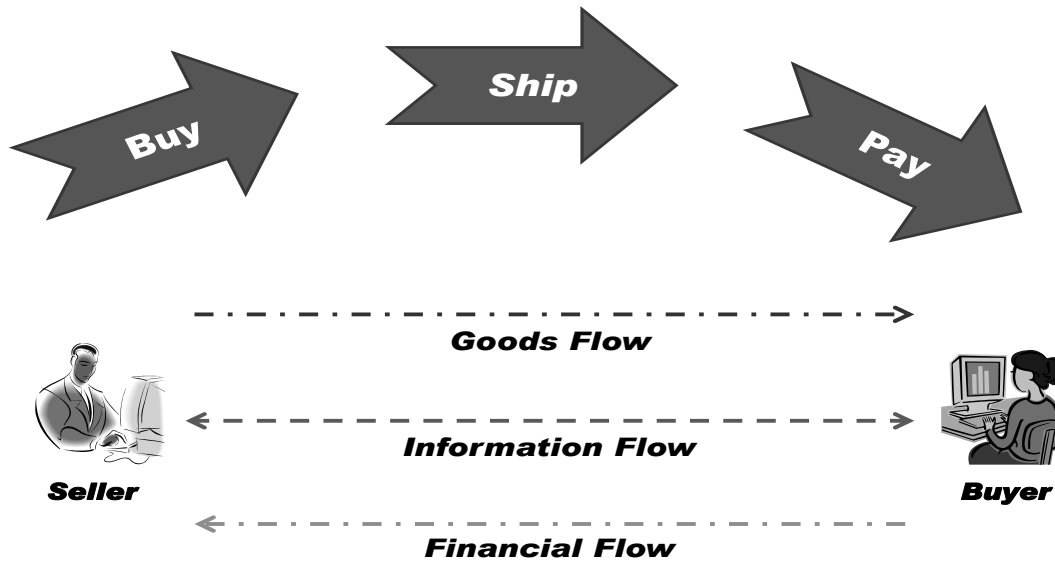 Buy
Ship
Pay
Goods Flow
Information Flow
Seller
Buyer
Financial Flow